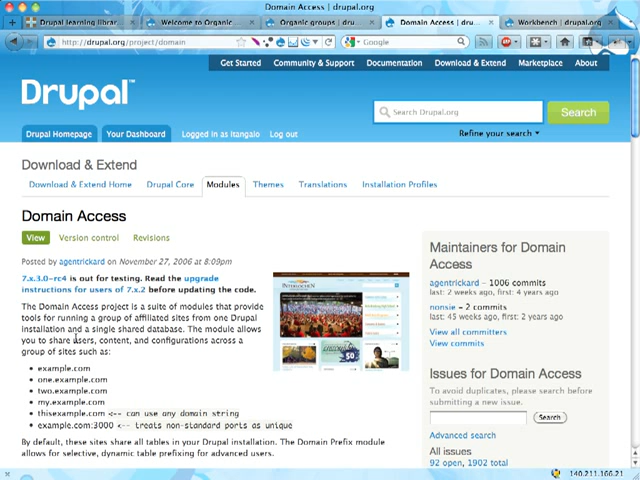 Domain Access | drupal.org
Drupal learning librar...
Welcome to Organic ...
Organic groups | dru...
Domain Access | dru...
Workbench | drupal.org
http://drupal.org/project/domain
Google
Get Started
Community & Support
Documentation
Download & Extend
Marketplace
About
Drupal™
Search Drupal.org
Search
Refine your search
Drupal Homepage
Your Dashboard
Logged in as itangalo
Log out
Download & Extend
Download & Extend Home
Drupal Core
Modules
Themes
Translations
Installation Profiles
Domain Access
View
Version control
Revisions
Posted by agentrickard on November 27, 2006 at 8:09pm
7.x.3.0-rc4 is out for testing. Read the upgrade
instructions for users of 7.x.2 before updating the code.
The Domain Access project is a suite of modules that provide
tools for running a group of affiliated sites from one Drupal
installation and a single shared database. The module allows
you to share users, content, and configurations across a
group of sites such as:
• example.com
• one.example.com
• two.example.com
• my.example.com
• thisexample.com <-- can use any domain string
• example.com:3000 <-- treats non-standard ports as unique
By default, these sites share all tables in your Drupal installation. The Domain Prefix module
allows for selective, dynamic table prefixing for advanced users.
INTERLOCHEN
50
Maintainers for Domain
Access
agentrickard – 1006 commits
last: 2 weeks ago, first: 4 years ago
nonsie – 2 commits
last: 45 weeks ago, first: 2 years ago
View all committers
View commits
Issues for Domain
Access
To avoid duplicates, please search before
submitting a new issue.
Search
Advanced search
All issues
92 open, 1902 total
140.211.166.21